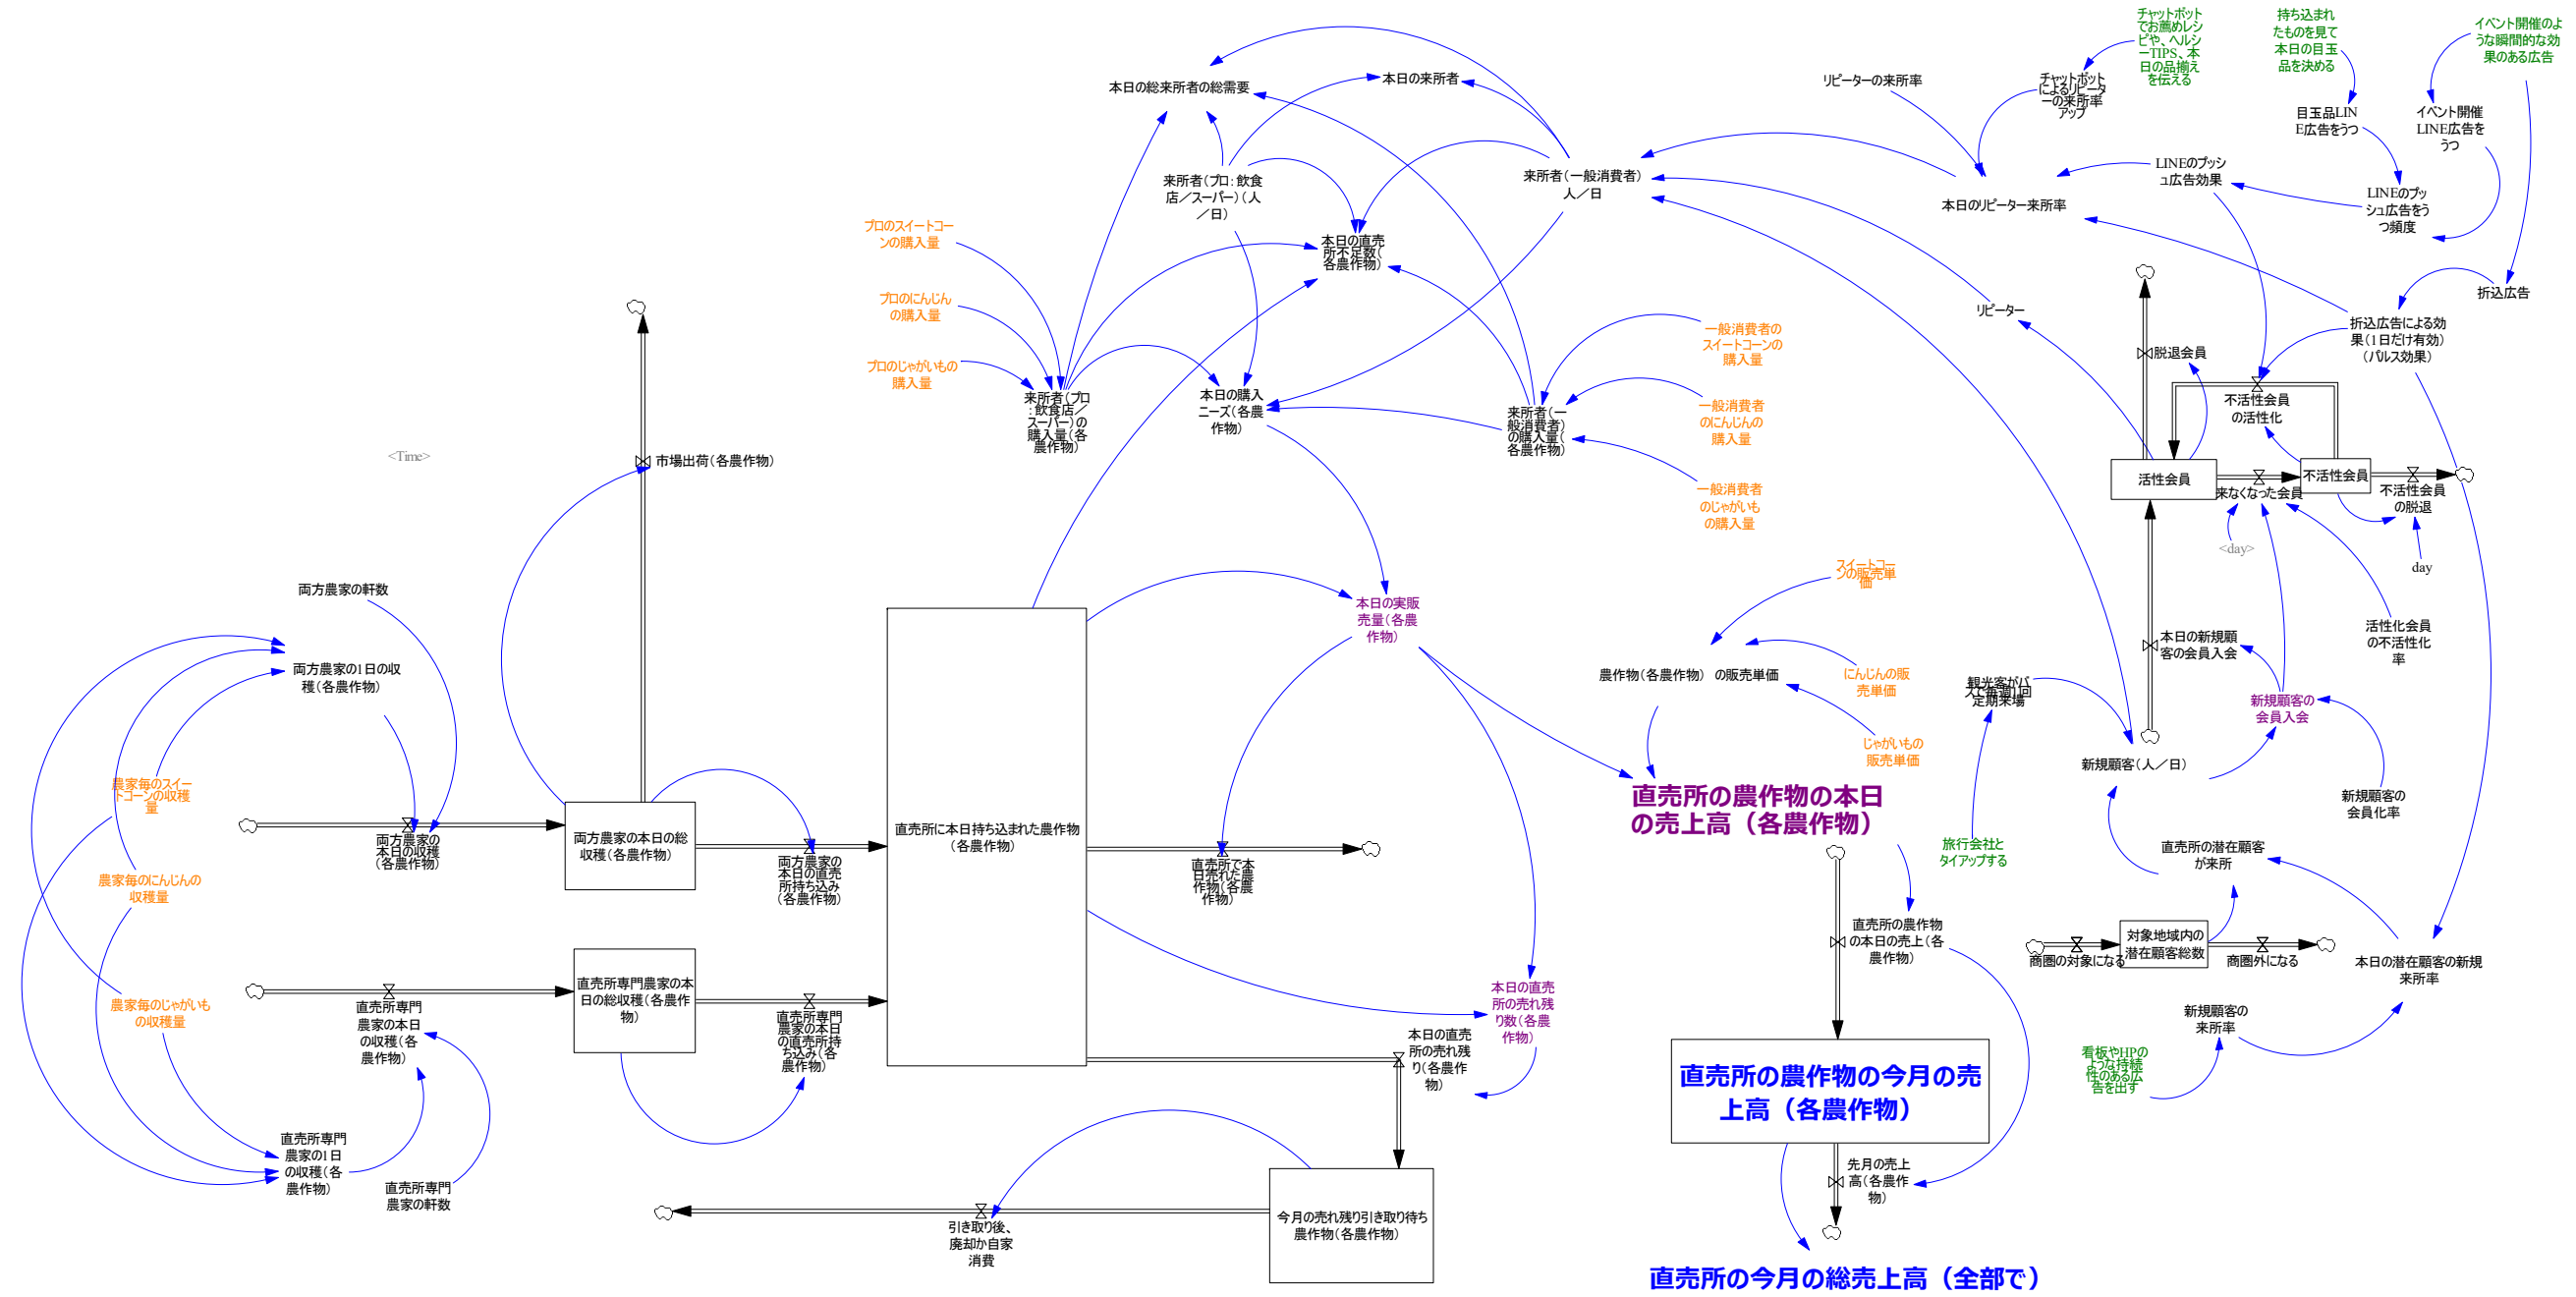 チャットボット
でお薦めレシ
ピや、ヘルシ
ーTIPS、本
日の品揃え
を伝える
持ち込まれ
たものを見て
本日の目玉
品を決める
イベント開催のよ
うな瞬間的な効
果のある広告
本日の総来所者の総需要
本日の来所者
リピーターの来所率
チャットボット
によるリピータ
ーの来所率
アップ
目玉品LIN
E広告をうつ
イベント開催
LINE広告を
うつ
来所者(プロ:飲食
店/スーパー)(人
/日)
来所者(一般消費者)
人/日
LINEのプッシ
ュ広告効果
本日のリピーター来所率
LINEのプッ
シュ広告をう
つ頻度
プロのスイートコー
ンの購入量
本日の直売
所不足数(
各農作物)
プロのにんじん
の購入量
プロのじゃがいもの
購入量
一般消費者の
スイートコーンの
購入量
リピーター
折込広告
折込広告による効
果(1日だけ有効)
(パルス効果)
脱退会員
来所者(プロ
:飲食店/
スーパー)の
購入量(各
農作物)
本日の購入
ニーズ(各農
作物)
来所者(一
般消費者)
の購入量(
各農作物)
一般消費者
のにんじんの
購入量
不活性会員
の活性化
<Time>
市場出荷(各農作物)
一般消費者
のじゃがいも
の購入量
活性会員
来なくなった会員
不活性会員
不活性会員
の脱退
<day>
day
両方農家の軒数
両方農家の1日の収
穫(各農作物)
本日の実販
売量(各農
作物)
スイートコー
ンの販売単
価
農作物(各農作物) の販売単価
にんじんの販
売単価
じゃがいもの
販売単価
観光客がバ
スで毎週1回
定期来場
本日の新規顧
客の会員入会
活性化会員
の不活性化
率
新規顧客の
会員入会
新規顧客(人/日)
新規顧客の
会員化率
農家毎のスイー
トコーンの収穫
量
両方農家の
本日の収穫
(各農作物)
両方農家の本日の総
収穫(各農作物)
両方農家の
本日の直売
所持ち込み
(各農作物)
直売所に本日持ち込まれた農作物
(各農作物)
直売所で本
日売れた農
作物(各農
作物)
直売所の農作物の本日
の売上高(各農作物)
旅行会社と
タイアップする
直売所の潜在顧客
が来所
農家毎のにんじんの
収穫量
農家毎のじゃがいも
の収穫量
直売所専門
農家の本日
の収穫(各
農作物)
直売所専門農家の本
日の総収穫(各農作
物)
直売所専門
農家の本日
の直売所持
ち込み(各
農作物)
本日の直売
所の売れ残
り数(各農
作物)
本日の直売
所の売れ残
り(各農作
物)
直売所の農作物
の本日の売上(各
農作物)
商圏の対象になる
対象地域内の
潜在顧客総数
商圏外になる
本日の潜在顧客の新規
来所率
新規顧客の
来所率
看板やHPの
ような持続
性のある広
告を出す
直売所の農作物の今月の売
上高(各農作物)
直売所専門
農家の1日
の収穫(各
農作物)
直売所専門
農家の軒数
先月の売上
高(各農作
物)
引き取り後、
廃却か自家
消費
今月の売れ残り引き取り待ち
農作物(各農作物)
直売所の今月の総売上高(全部で)